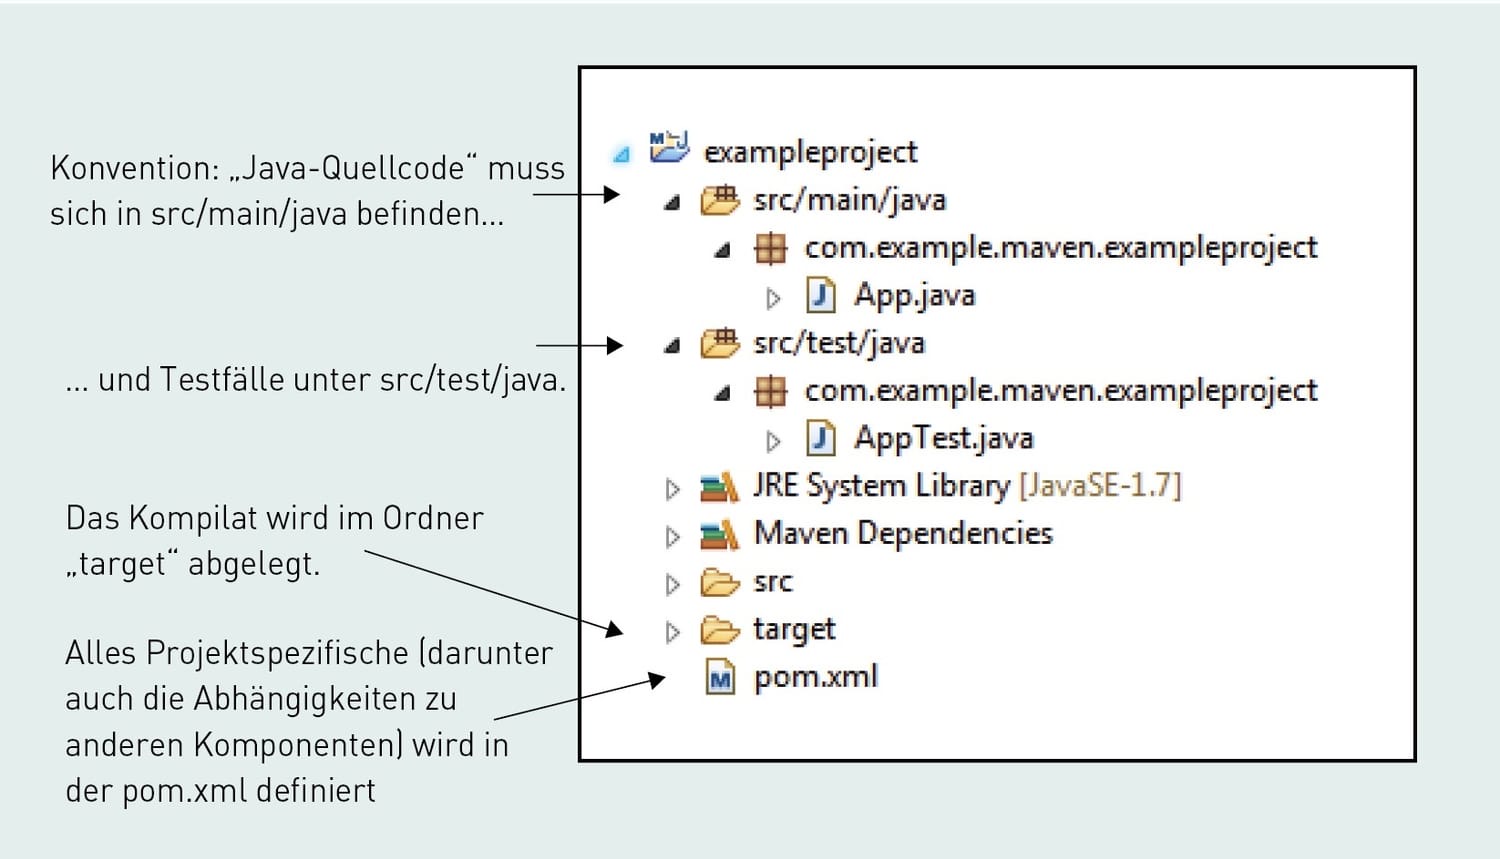 Konvention: „Java-Quellcode“ muss
sich in src/main/java befinden...
... und Testfälle unter src/test/java.
Das Kompilat wird im Ordner
„target“ abgelegt.
Alles Projektspezifische (darunter
auch die Abhängigkeiten zu
anderen Komponenten) wird in
der pom.xml definiert
exampleproject
src/main/java
com.example.maven.exampleproject
App.java
src/test/java
com.example.maven.exampleproject
AppTest.java
JRE System Library [JavaSE-1.7]
Maven Dependencies
src
target
pom.xml